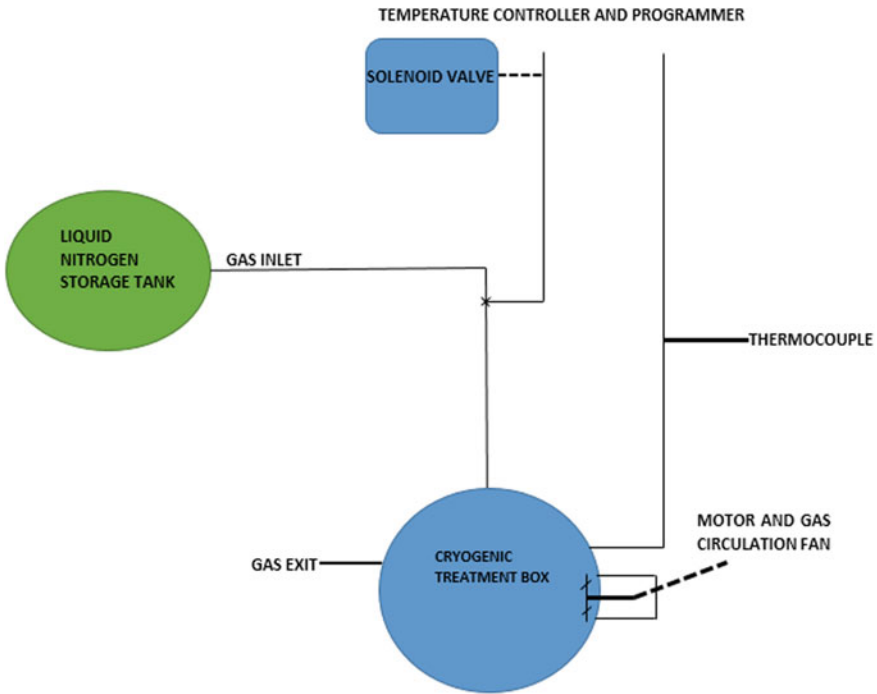 TEMPERATURE CONTROLLER AND PROGRAMMER
SOLENOID VALVE
LIQUID
NITROGEN
STORAGE TANK
GAS INLET
THERMOCOUPLE
MOTOR AND GAS
CIRCULATION FAN
GAS EXIT
CRYOGENIC
TREATMENT BOX